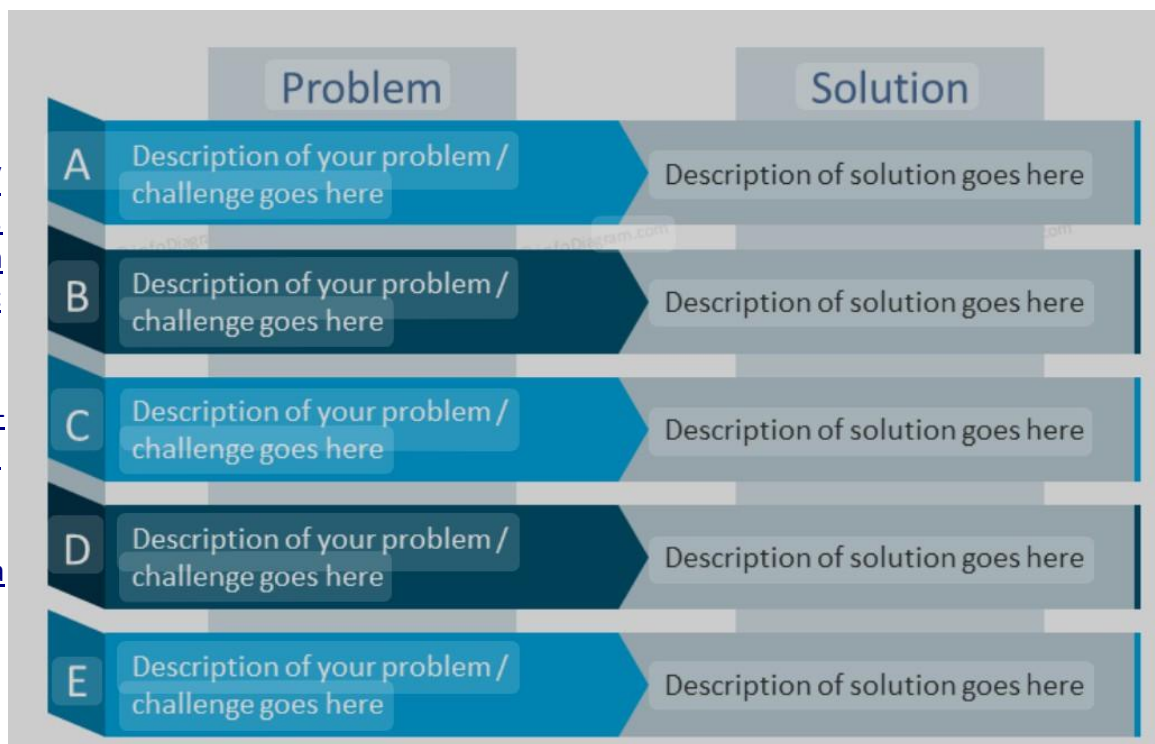 Problem
Solution
A
Description of your problem /
challenge goes here
Description of solution goes here
B
Description of your problem /
challenge goes here
Description of solution goes here
C
Description of your problem /
challenge goes here
Description of solution goes here
D
Description of your problem /
challenge goes here
Description of solution goes here
E
Description of your problem /
challenge goes here
Description of solution goes here